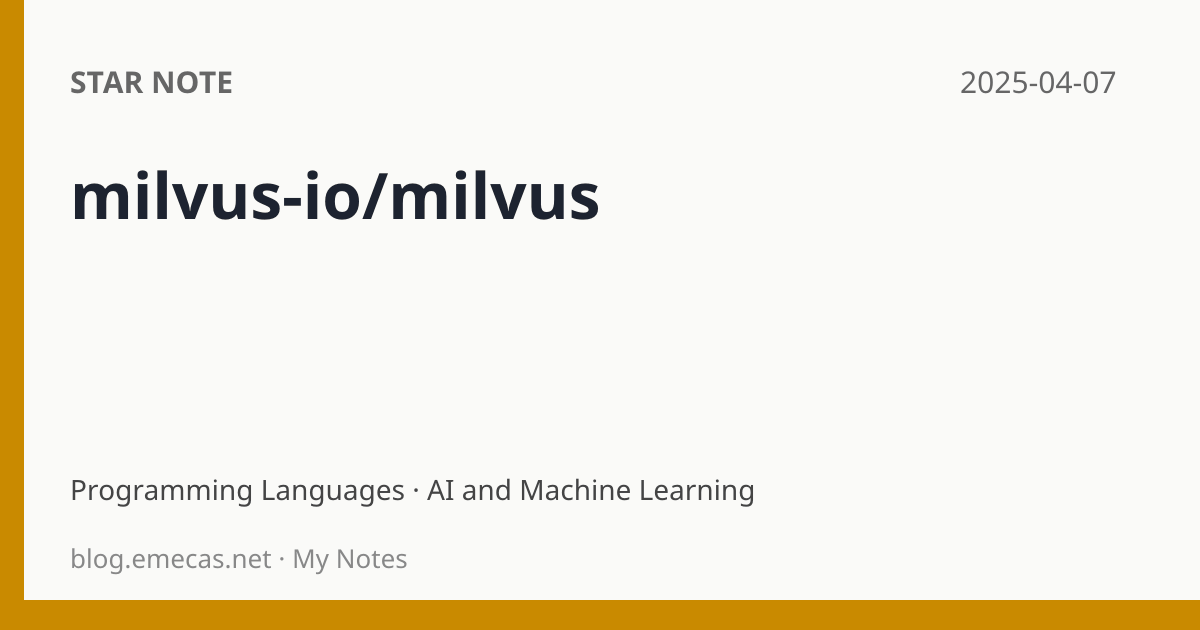 STAR NOTE
2025-04-07
milvus-io/milvus
Programming Languages · AI and Machine Learning
blog.emecas.net · My Notes